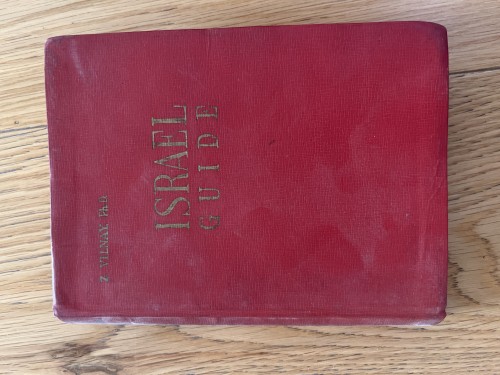 Z VILNAY, Ph.D.
ISRAEL
GUIDE